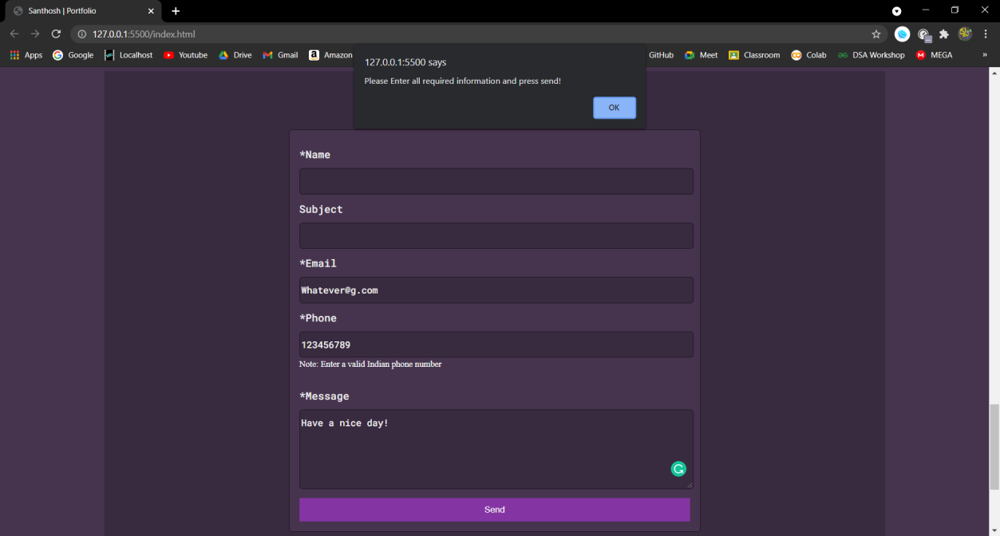 Santhosh | Portfolio
127.0.0.1:5500/index.html
Apps Google Localhost Youtube Drive Gmail Amazon GitHub Meet Classroom Colab DSA Workshop MEGA »
127.0.0.1:5500 says
Please Enter all required information and press send!
OK
*Name
Subject
*Email
Whatever@g.com
*Phone
123456789
Note: Enter a valid Indian phone number
*Message
Have a nice day!
Send